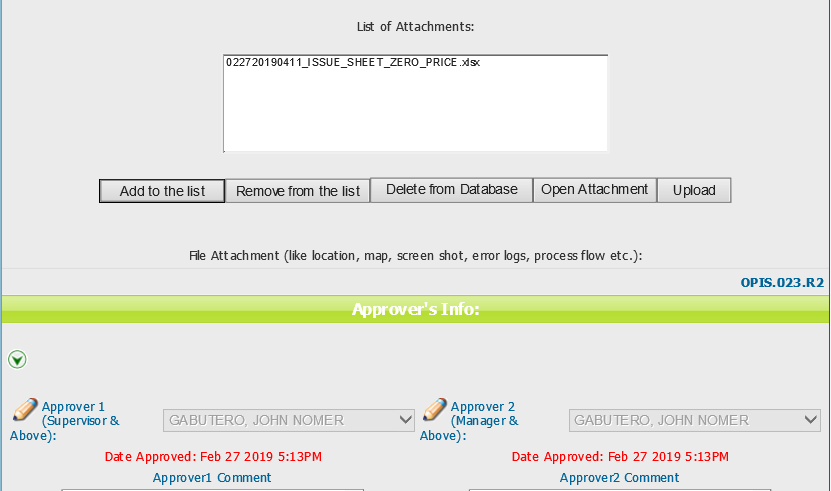 List of Attachments:
022720190411_ISSUE_SHEET_ZERO_PRICE.xlsx
Add to the list Remove from the list Delete from Database Open Attachment Upload
File Attachment (like location, map, screen shot, error logs, process flow etc.):
OPIS.023.R2
Approver's Info:
Approver 1
(Supervisor &
Above):
GABUTERO, JOHN NOMER
Approver 2
(Manager &
Above):
GABUTERO, JOHN NOMER
Date Approved: Feb 27 2019 5:13PM
Date Approved: Feb 27 2019 5:13PM
Approver1 Comment
Approver2 Comment